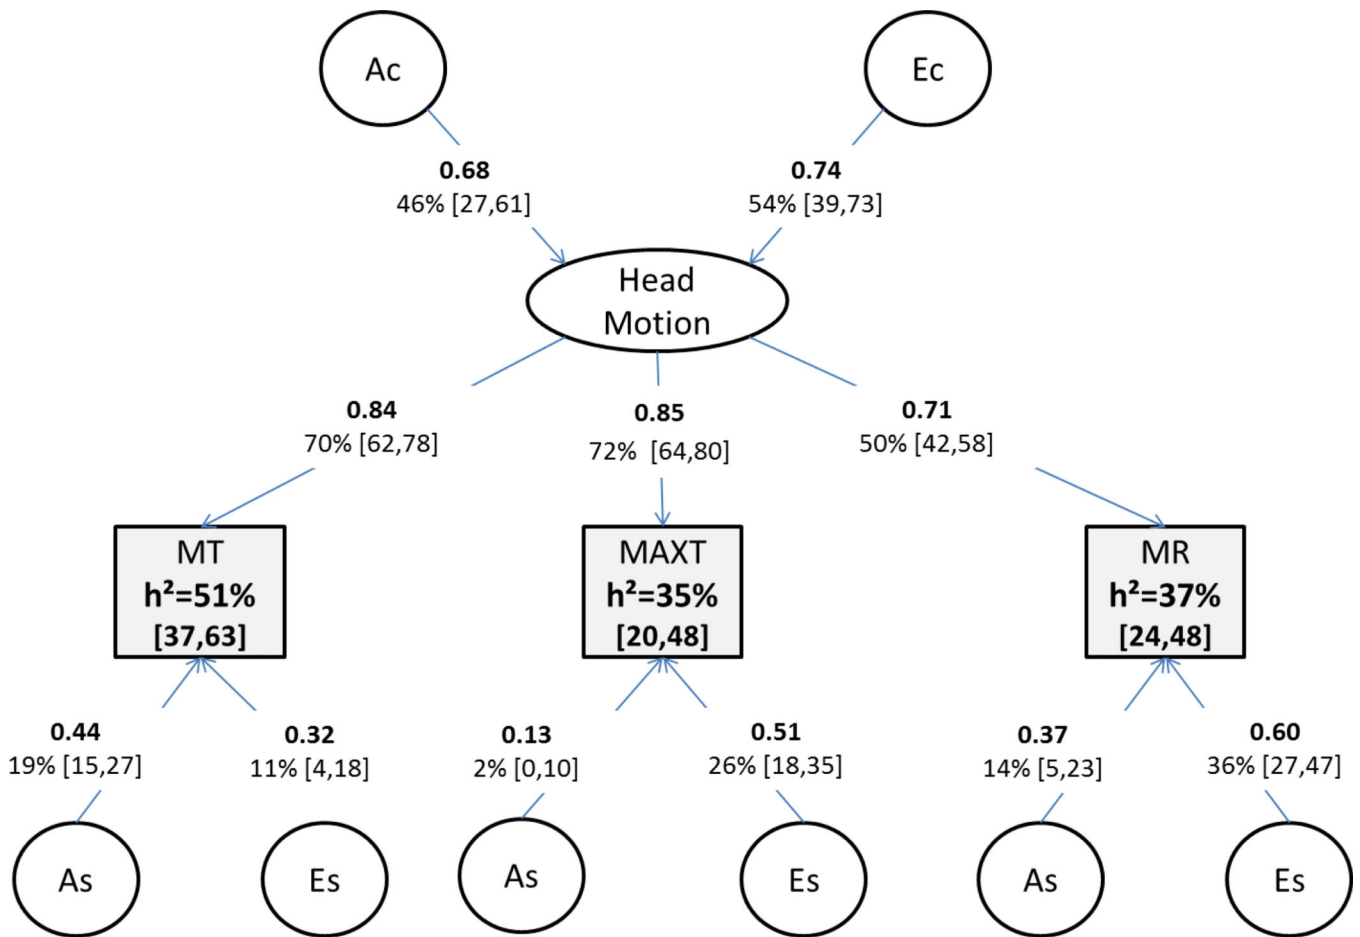 Ac
Ec
0.68
46% [27,61]
0.74
54% [39,73]
Head
Motion
0.84
70% [62,78]
0.85
72% [64,80]
0.71
50% [42,58]
MT
h²=51%
[37,63]
MAXT
h²=35%
[20,48]
MR
h²=37%
[24,48]
0.44
19% [15,27]
0.32
11% [4,18]
0.13
2% [0,10]
0.51
26% [18,35]
0.37
14% [5,23]
0.60
36% [27,47]
As
Es
As
Es
As
Es